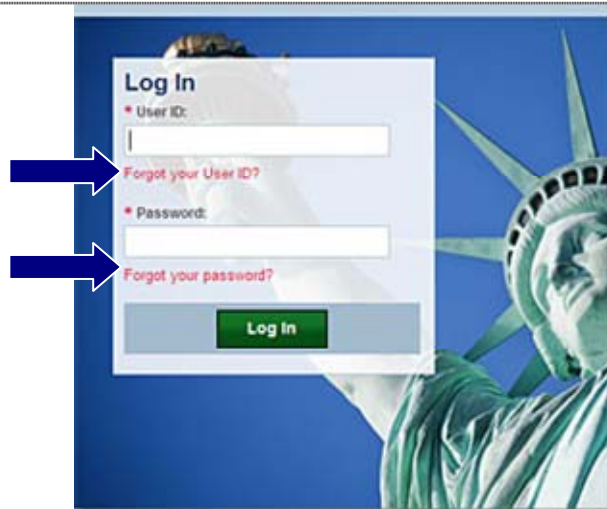 Log In
* User ID:
Forgot your User ID?
* Password:
Forgot your password?
Log In